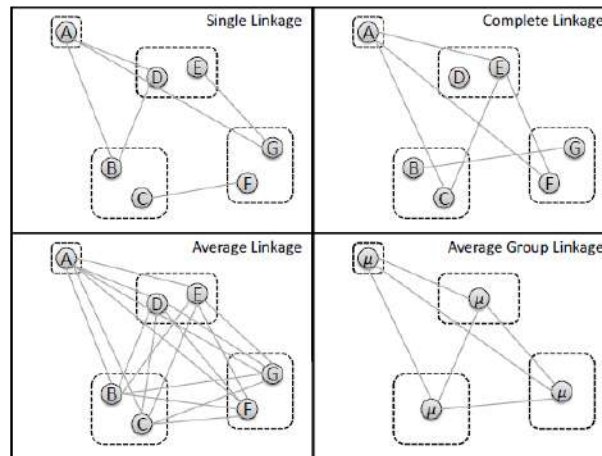 Single Linkage
A
D
E
G
B
F
C
Complete Linkage
A
D
E
G
B
F
C
Average Linkage
A
D
E
G
B
F
C
Average Group Linkage
μ
μ
μ
μ